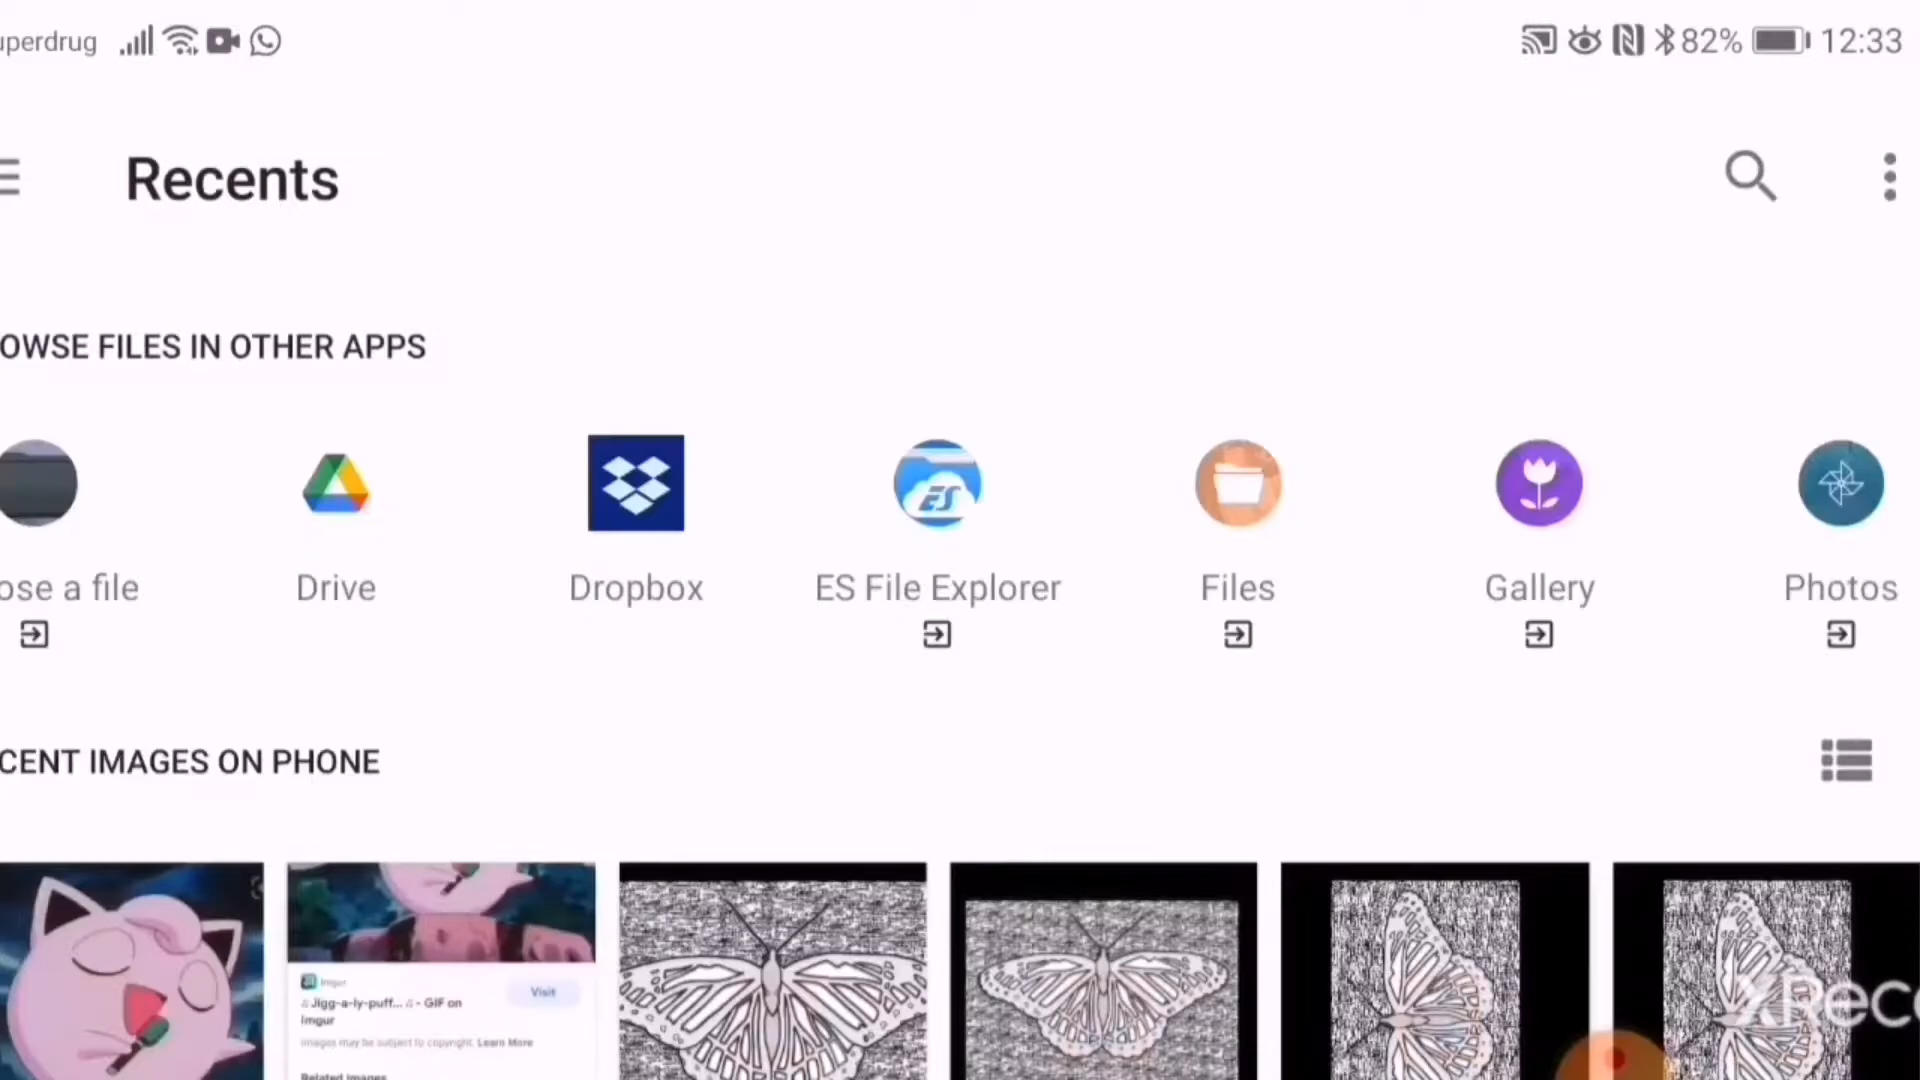 uperdrug
82% 12:33
Recents
OWSE FILES IN OTHER APPS
ose a file
Drive
Dropbox
ES
ES File Explorer
Files
Gallery
Photos
CENT IMAGES ON PHONE
Imgur
♫Jigg-a-ly-puff... ♫ - GIF on
Imgur
Visit
Images may be subject to copyright. Learn More
Related images
XRec